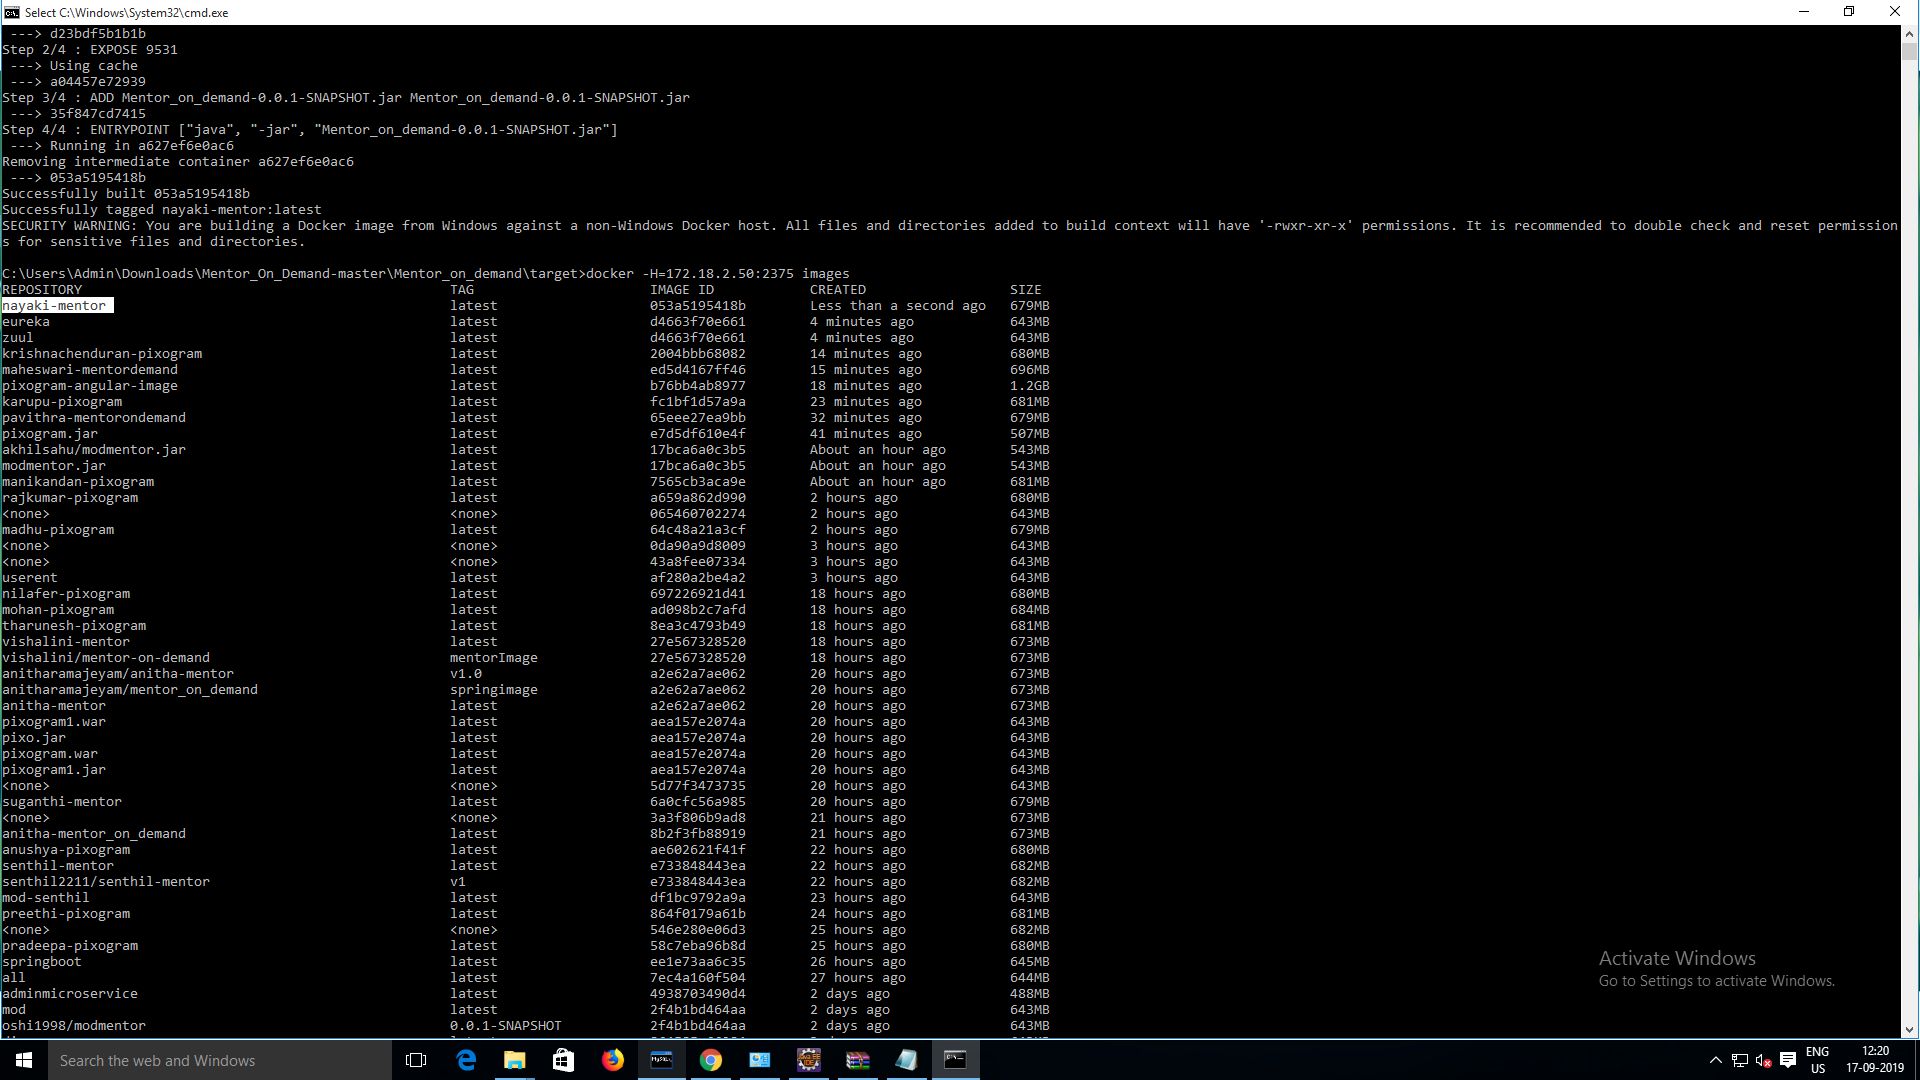 Select C:\Windows\System32\cmd.exe
---> d23bdf5b1b1b
Step 2/4 : EXPOSE 9531
---> Using cache
---> a04457e72939
Step 3/4 : ADD Mentor_on_demand-0.0.1-SNAPSHOT.jar Mentor_on_demand-0.0.1-SNAPSHOT.jar
---> 35f847cd7415
Step 4/4 : ENTRYPOINT ["java", "-jar", "Mentor_on_demand-0.0.1-SNAPSHOT.jar"]
---> Running in a627ef6e0ac6
Removing intermediate container a627ef6e0ac6
---> 053a5195418b
Successfully built 053a5195418b
Successfully tagged nayaki-mentor:latest
SECURITY WARNING: You are building a Docker image from Windows against a non-Windows Docker host. All files and directories added to build context will have '-rwxr-xr-x' permissions. It is recommended to double check and reset permission
s for sensitive files and directories.
C:\Users\Admin\Downloads\Mentor_On_Demand-master\Mentor_on_demand\target>docker -H=172.18.2.50:2375 images
REPOSITORY TAG IMAGE ID CREATED SIZE
nayaki-mentor latest 053a5195418b Less than a second ago 679MB
eureka latest d4663f70e661 4 minutes ago 643MB
zuul latest d4663f70e661 4 minutes ago 643MB
krishnachenduran-pixogram latest 2004bbb68082 14 minutes ago 680MB
maheswari-mentordemand latest ed5d4167ff46 15 minutes ago 696MB
pixogram-angular-image latest b76bb4ab8977 18 minutes ago 1.2GB
karupu-pixogram latest fc1bf1d57a9a 23 minutes ago 681MB
pavithra-mentorondemand latest 65eee27ea9bb 32 minutes ago 679MB
pixogram.jar latest e7d5df610e4f 41 minutes ago 507MB
akhilsahu/modmentor.jar latest 17bca6a0c3b5 About an hour ago 543MB
modmentor.jar latest 17bca6a0c3b5 About an hour ago 543MB
manikandan-pixogram latest 7565cb3aca9e About an hour ago 681MB
rajkumar-pixogram latest a659a862d990 2 hours ago 680MB
<none> <none> 065460702274 2 hours ago 643MB
madhu-pixogram latest 64c48a21a3cf 2 hours ago 679MB
<none> <none> 0da90a9d8009 3 hours ago 643MB
<none> <none> 43a8fee07334 3 hours ago 643MB
userent latest af280a2be4a2 3 hours ago 643MB
nilafer-pixogram latest 697226921d41 18 hours ago 680MB
mohan-pixogram latest ad098b2c7afd 18 hours ago 684MB
tharunesh-pixogram latest 8ea3c4793b49 18 hours ago 681MB
vishalini-mentor latest 27e567328520 18 hours ago 673MB
vishalini/mentor-on-demand mentorImage 27e567328520 18 hours ago 673MB
anitharamajeyam/anitha-mentor v1.0 a2e62a7ae062 20 hours ago 673MB
anitharamajeyam/mentor_on_demand springimage a2e62a7ae062 20 hours ago 673MB
anitha-mentor latest a2e62a7ae062 20 hours ago 673MB
pixogram1.war latest aea157e2074a 20 hours ago 643MB
pixo.jar latest aea157e2074a 20 hours ago 643MB
pixogram.war latest aea157e2074a 20 hours ago 643MB
pixogram1.jar latest aea157e2074a 20 hours ago 643MB
<none> <none> 5d77f3473735 20 hours ago 643MB
suganthi-mentor latest 6a0cfc56a985 20 hours ago 679MB
<none> <none> 3a3f806b9ad8 21 hours ago 673MB
anitha-mentor_on_demand latest 8b2f3fb88919 21 hours ago 673MB
anushya-pixogram latest ae602621f41f 22 hours ago 680MB
senthil-mentor latest e733848443ea 22 hours ago 682MB
senthil2211/senthil-mentor v1 e733848443ea 22 hours ago 682MB
mod-senthil latest df1bc9792a9a 23 hours ago 643MB
preethi-pixogram latest 864f0179a61b 24 hours ago 681MB
<none> <none> 546e280e06d3 25 hours ago 682MB
pradeepa-pixogram latest 58c7eba96b8d 25 hours ago 680MB
springboot latest ee1e73aa6c35 26 hours ago 645MB
all latest 7ec4a160f504 27 hours ago 644MB
adminmicroservice latest 4938703490d4 2 days ago 488MB
mod latest 2f4b1bd464aa 2 days ago 643MB
oshi1998/modmentor 0.0.1-SNAPSHOT 2f4b1bd464aa 2 days ago 643MB
Activate Windows
Go to Settings to activate Windows.
Search the web and Windows
ENG
US
12:20
17-09-2019